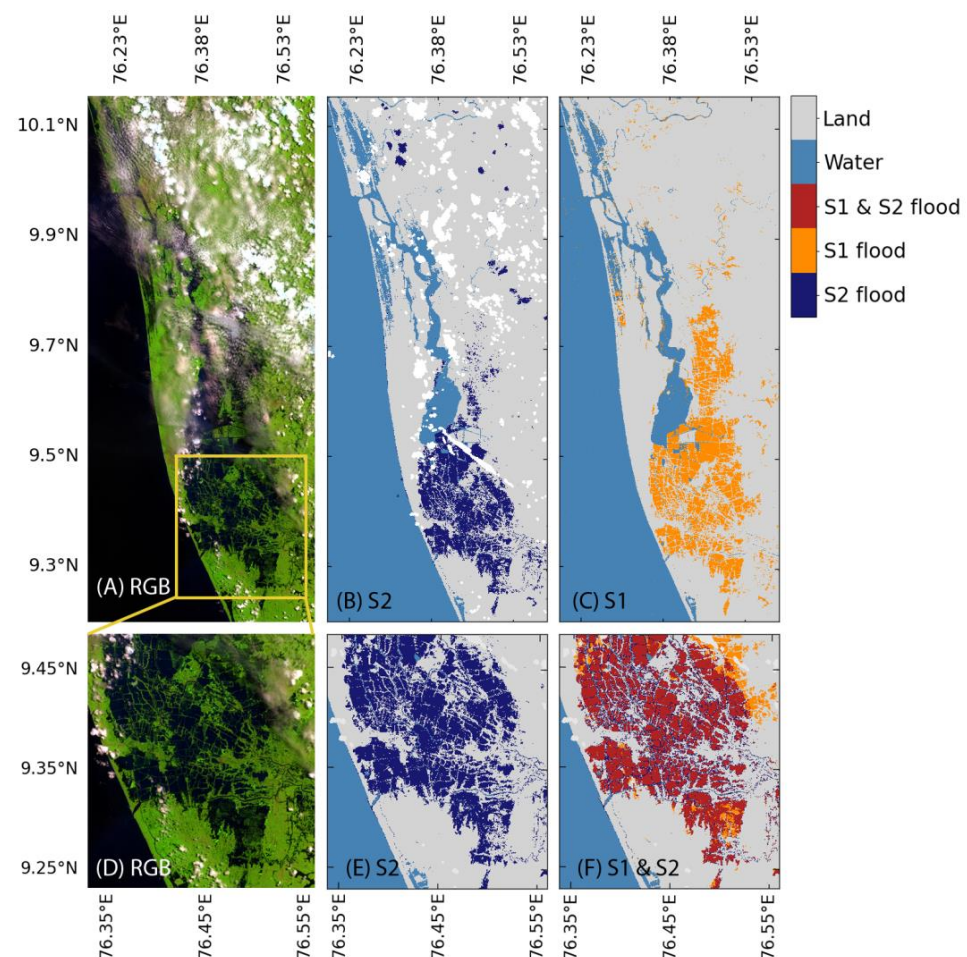 76.23°E
76.38°E
76.53°E
76.23°E
76.38°E
76.53°E
76.23°E
76.38°E
76.53°E
10.1°N
9.9°N
9.7°N
9.5°N
9.3°N
(A) RGB
(B) S2
(C) S1
Land
Water
S1 & S2 flood
S1 flood
S2 flood
9.45°N
9.35°N
9.25°N
(D) RGB
(E) S2
(F) S1 & S2
76.35°E
76.45°E
76.55°E
76.35°E
76.45°E
76.55°E
76.35°E
76.45°E
76.55°E